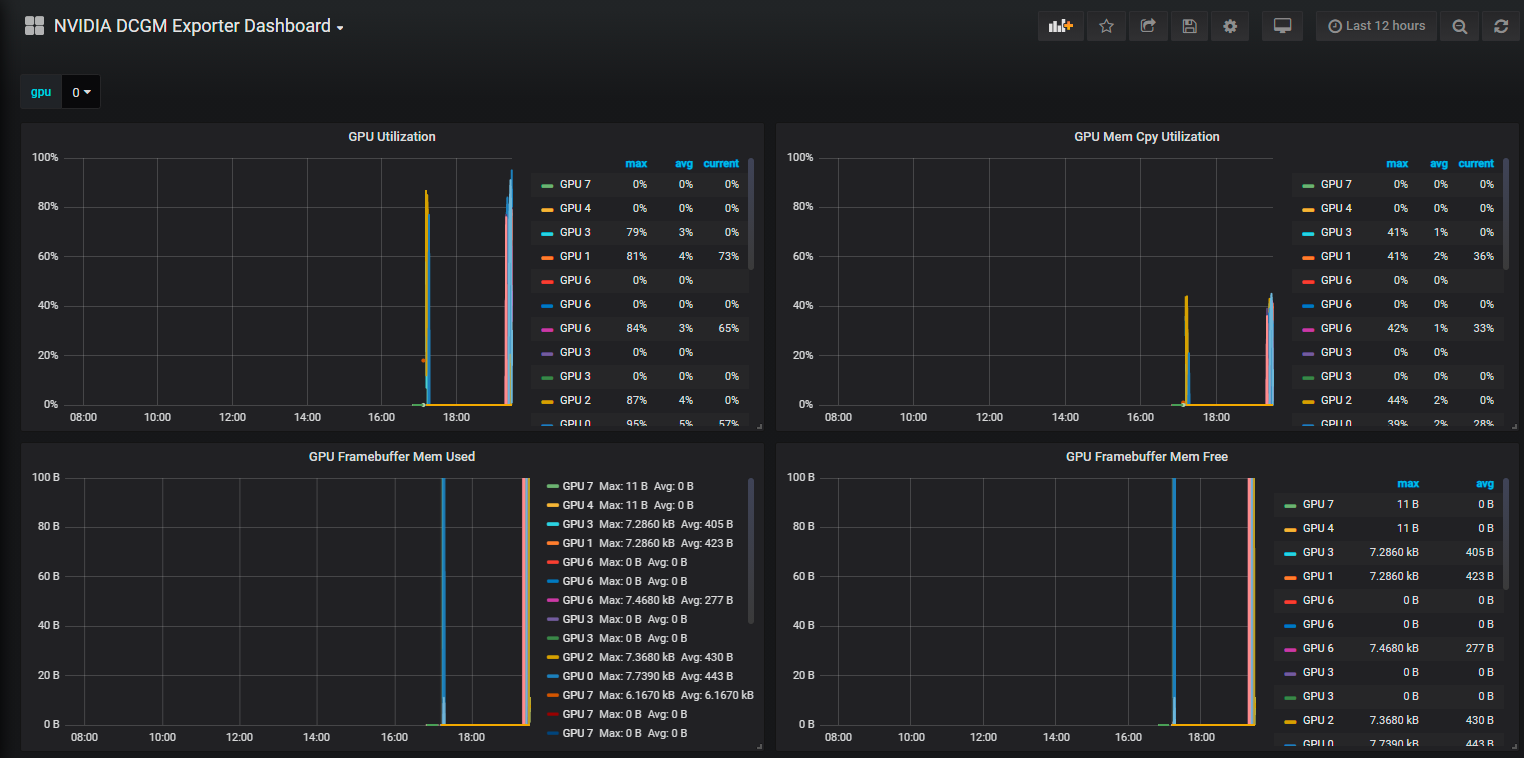 NVIDIA DCGM Exporter Dashboard
Last 12 hours
gpu 0
GPU Utilization
100%
80%
60%
40%
20%
0%
08:00 10:00 12:00 14:00 16:00 18:00
max avg current
GPU 7 0% 0% 0%
GPU 4 0% 0% 0%
GPU 3 79% 3% 0%
GPU 1 81% 4% 73%
GPU 6 0% 0%
GPU 6 0% 0% 0%
GPU 6 84% 3% 65%
GPU 3 0% 0%
GPU 3 0% 0% 0%
GPU 2 87% 4% 0%
GPU 0 95% 5% 57%
GPU Mem Cpy Utilization
100%
80%
60%
40%
20%
0%
08:00 10:00 12:00 14:00 16:00 18:00
max avg current
GPU 7 0% 0% 0%
GPU 4 0% 0% 0%
GPU 3 41% 1% 0%
GPU 1 41% 2% 36%
GPU 6 0% 0%
GPU 6 0% 0% 0%
GPU 6 42% 1% 33%
GPU 3 0% 0%
GPU 3 0% 0% 0%
GPU 2 44% 2% 0%
GPU 0 39% 2% 28%
GPU Framebuffer Mem Used
100 B
80 B
60 B
40 B
20 B
0 B
08:00 10:00 12:00 14:00 16:00 18:00
GPU 7 Max: 11 B Avg: 0 B
GPU 4 Max: 11 B Avg: 0 B
GPU 3 Max: 7.2860 kB Avg: 405 B
GPU 1 Max: 7.2860 kB Avg: 423 B
GPU 6 Max: 0 B Avg: 0 B
GPU 6 Max: 0 B Avg: 0 B
GPU 6 Max: 7.4680 kB Avg: 277 B
GPU 3 Max: 0 B Avg: 0 B
GPU 3 Max: 0 B Avg: 0 B
GPU 2 Max: 7.3680 kB Avg: 430 B
GPU 0 Max: 7.7390 kB Avg: 443 B
GPU 7 Max: 6.1670 kB Avg: 6.1670 kB
GPU 7 Max: 0 B Avg: 0 B
GPU 7 Max: 0 B Avg: 0 B
GPU Framebuffer Mem Free
100 B
80 B
60 B
40 B
20 B
0 B
08:00 10:00 12:00 14:00 16:00 18:00
max avg
GPU 7 11 B 0 B
GPU 4 11 B 0 B
GPU 3 7.2860 kB 405 B
GPU 1 7.2860 kB 423 B
GPU 6 0 B 0 B
GPU 6 0 B 0 B
GPU 6 7.4680 kB 277 B
GPU 3 0 B 0 B
GPU 3 0 B 0 B
GPU 2 7.3680 kB 430 B
GPU 0 7.7390 kB 443 B